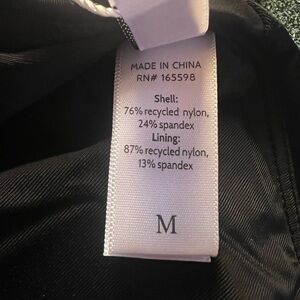 MADE IN CHINA
RN# 165598
Shell:
76% recycled nylon,
24% spandex
Lining:
87% recycled nylon,
13% spandex
M